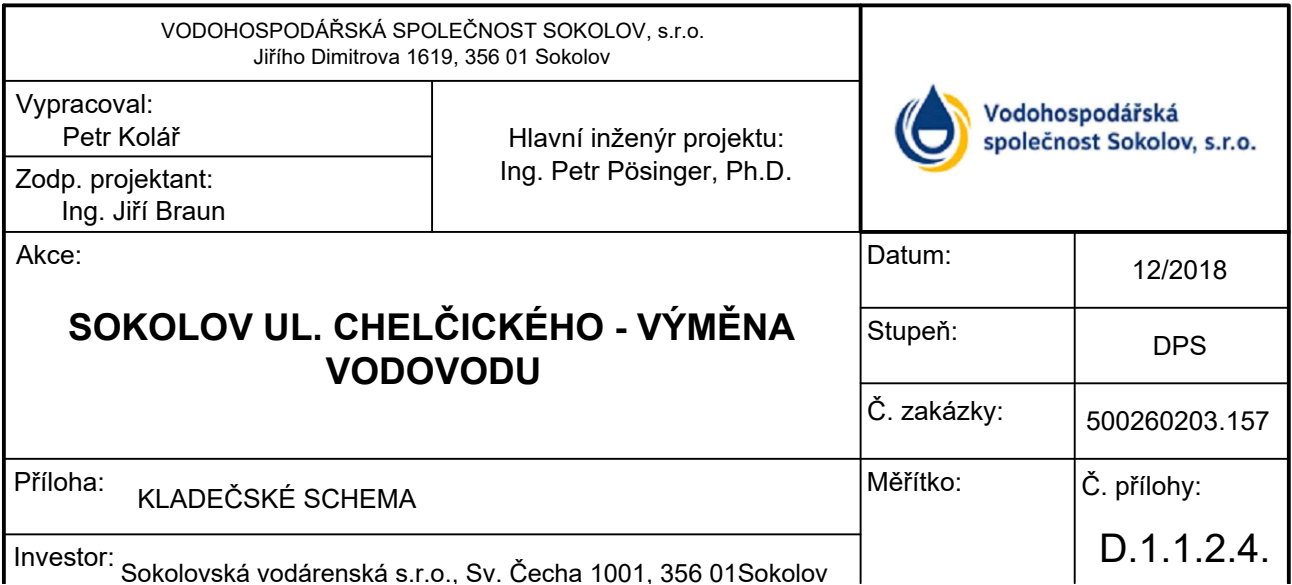 VODOHOSPODÁŘSKÁ SPOLEČNOST SOKOLOV, s.r.o.
Jiřího Dimitrova 1619, 356 01 Sokolov
Vypracoval:
Petr Kolář
Zodp. projektant:
Ing. Jiří Braun
Hlavní inženýr projektu:
Ing. Petr Pösinger, Ph.D.
Vodohospodářská
společnost Sokolov, s.r.o.
Akce:
SOKOLOV UL. CHELČICKÉHO - VÝMĚNA
VODOVODU
Datum:
12/2018
Stupeň:
DPS
Č. zakázky:
500260203.157
Příloha:
KLADEČSKÉ SCHEMA
Měřítko:
Č. přílohy:
D.1.1.2.4.
Investor:
Sokolovská vodárenská s.r.o., Sv. Čecha 1001, 356 01Sokolov